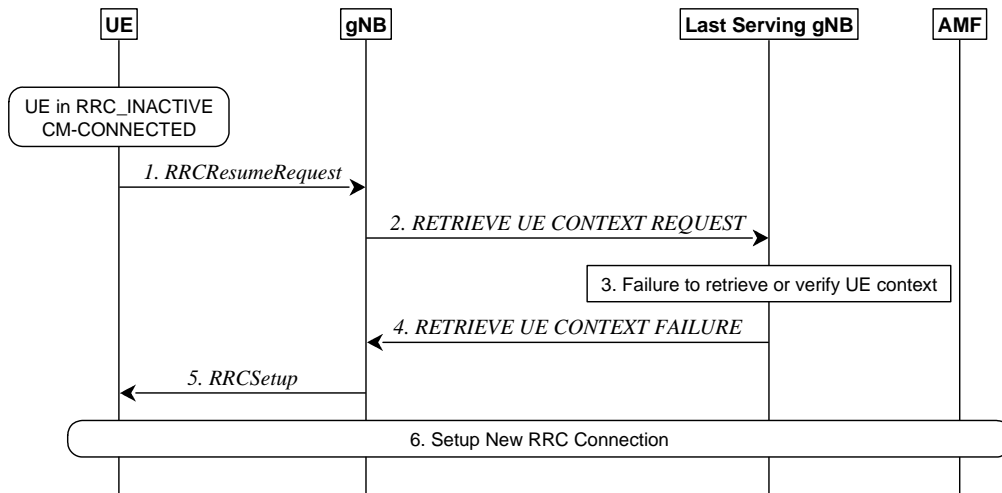 UE
gNB
Last Serving gNB
AMF
UE in RRC_INACTIVE
CM-CONNECTED
1. RRCResumeRequest
2. RETRIEVE UE CONTEXT REQUEST
3. Failure to retrieve or verify UE context
4. RETRIEVE UE CONTEXT FAILURE
5. RRCSetup
6. Setup New RRC Connection